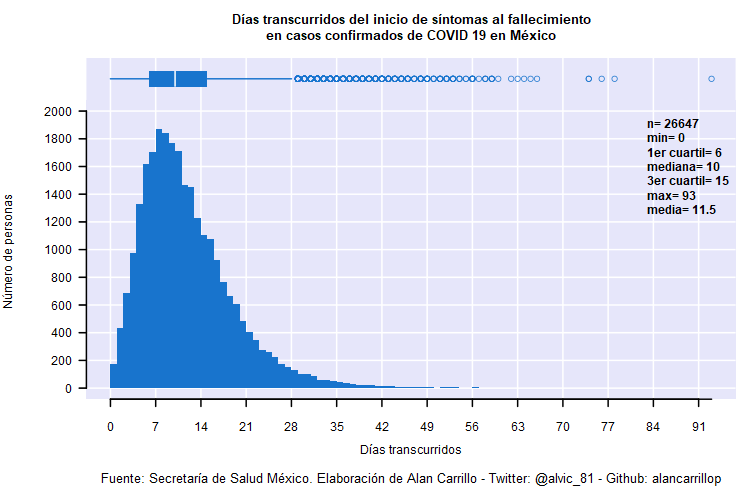 Días transcurridos del inicio de síntomas al fallecimiento
en casos confirmados de COVID 19 en México
n= 26647
min= 0
1er cuartil= 6
mediana= 10
3er cuartil= 15
max= 93
media= 11.5
Número de personas
2000
1800
1600
1400
1200
1000
800
600
400
200
0
0 7 14 21 28 35 42 49 56 63 70 77 84 91
Días transcurridos
Fuente: Secretaría de Salud México. Elaboración de Alan Carrillo - Twitter: @alvic_81 - Github: alancarrillop